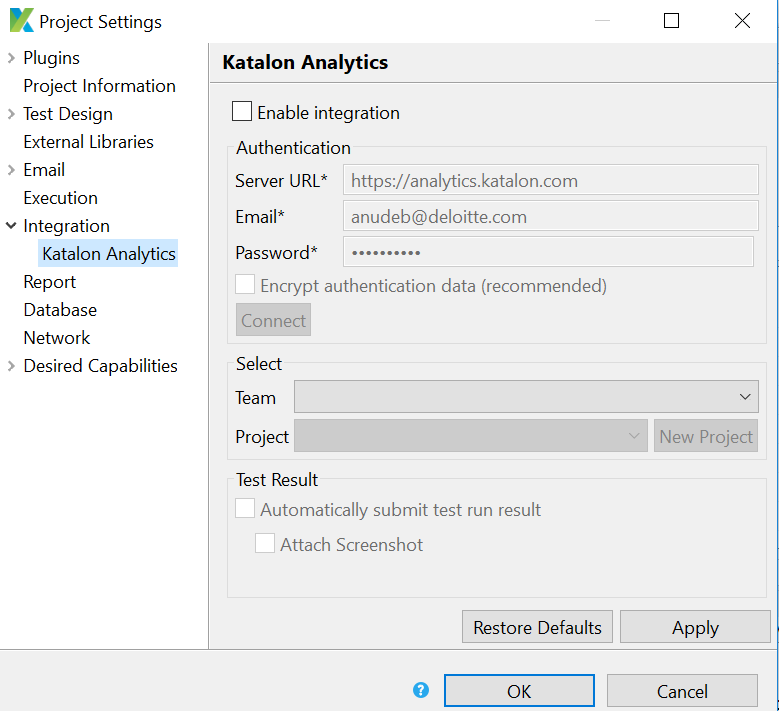 Project Settings
Plugins
Project Information
Test Design
External Libraries
Email
Execution
Integration
Katalon Analytics
Report
Database
Network
Desired Capabilities
Katalon Analytics
Enable integration
Authentication
Server URL* https://analytics.katalon.com
Email* anudeb@deloitte.com
Password* ••••••••••
Encrypt authentication data (recommended)
Connect
Select
Team
Project New Project
Test Result
Automatically submit test run result
Attach Screenshot
Restore Defaults Apply
? OK Cancel